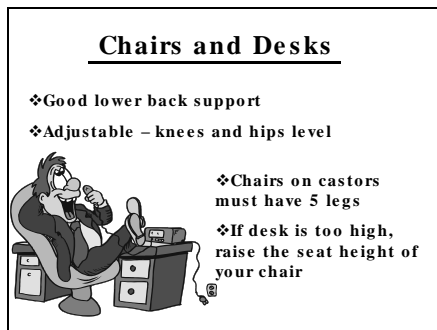 Chairs and Desks
❖Good lower back support
❖Adjustable – knees and hips level
❖Chairs on castors
must have 5 legs
❖If desk is too high,
raise the seat height of
your chair